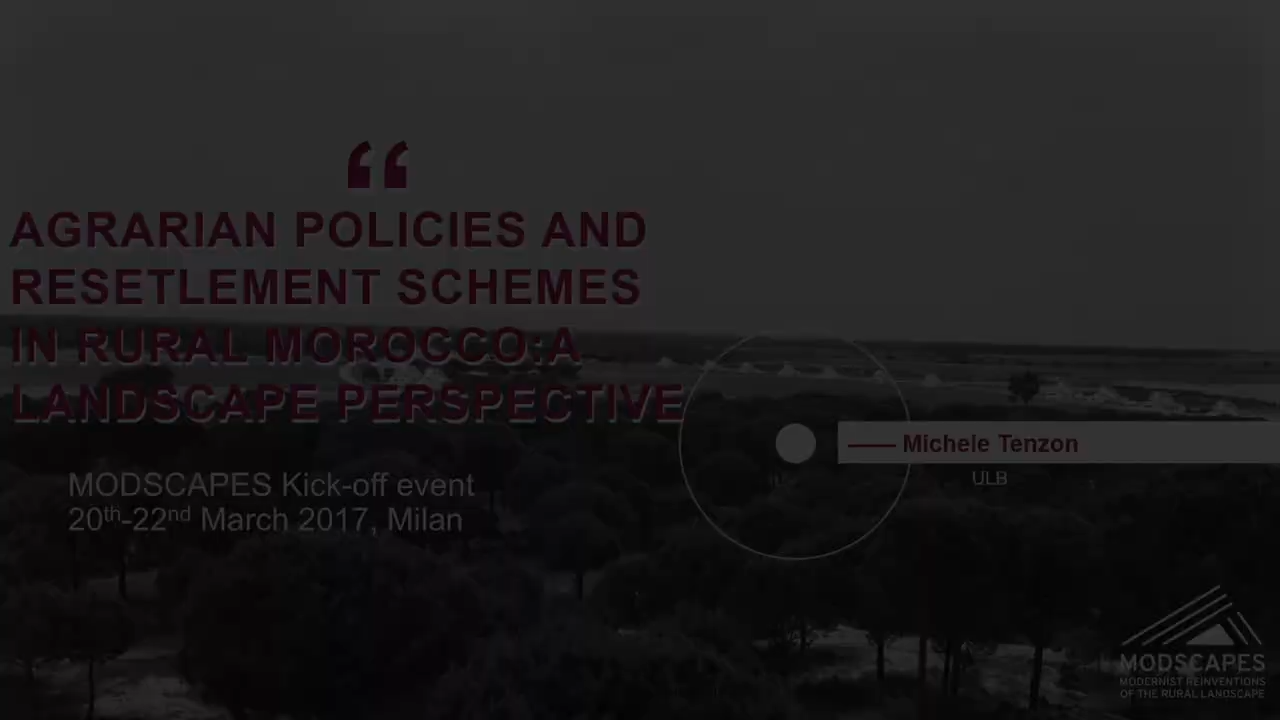 “
AGRARIAN POLICIES AND
RESETLEMENT SCHEMES
IN RURAL MOROCCO:A
LANDSCAPE PERSPECTIVE
MODSCAPES Kick-off event
20th-22nd March 2017, Milan
Michele Tenzon
ULB
MODSCAPES
MODERNIST REINVENTIONS
OF THE RURAL LANDSCAPE